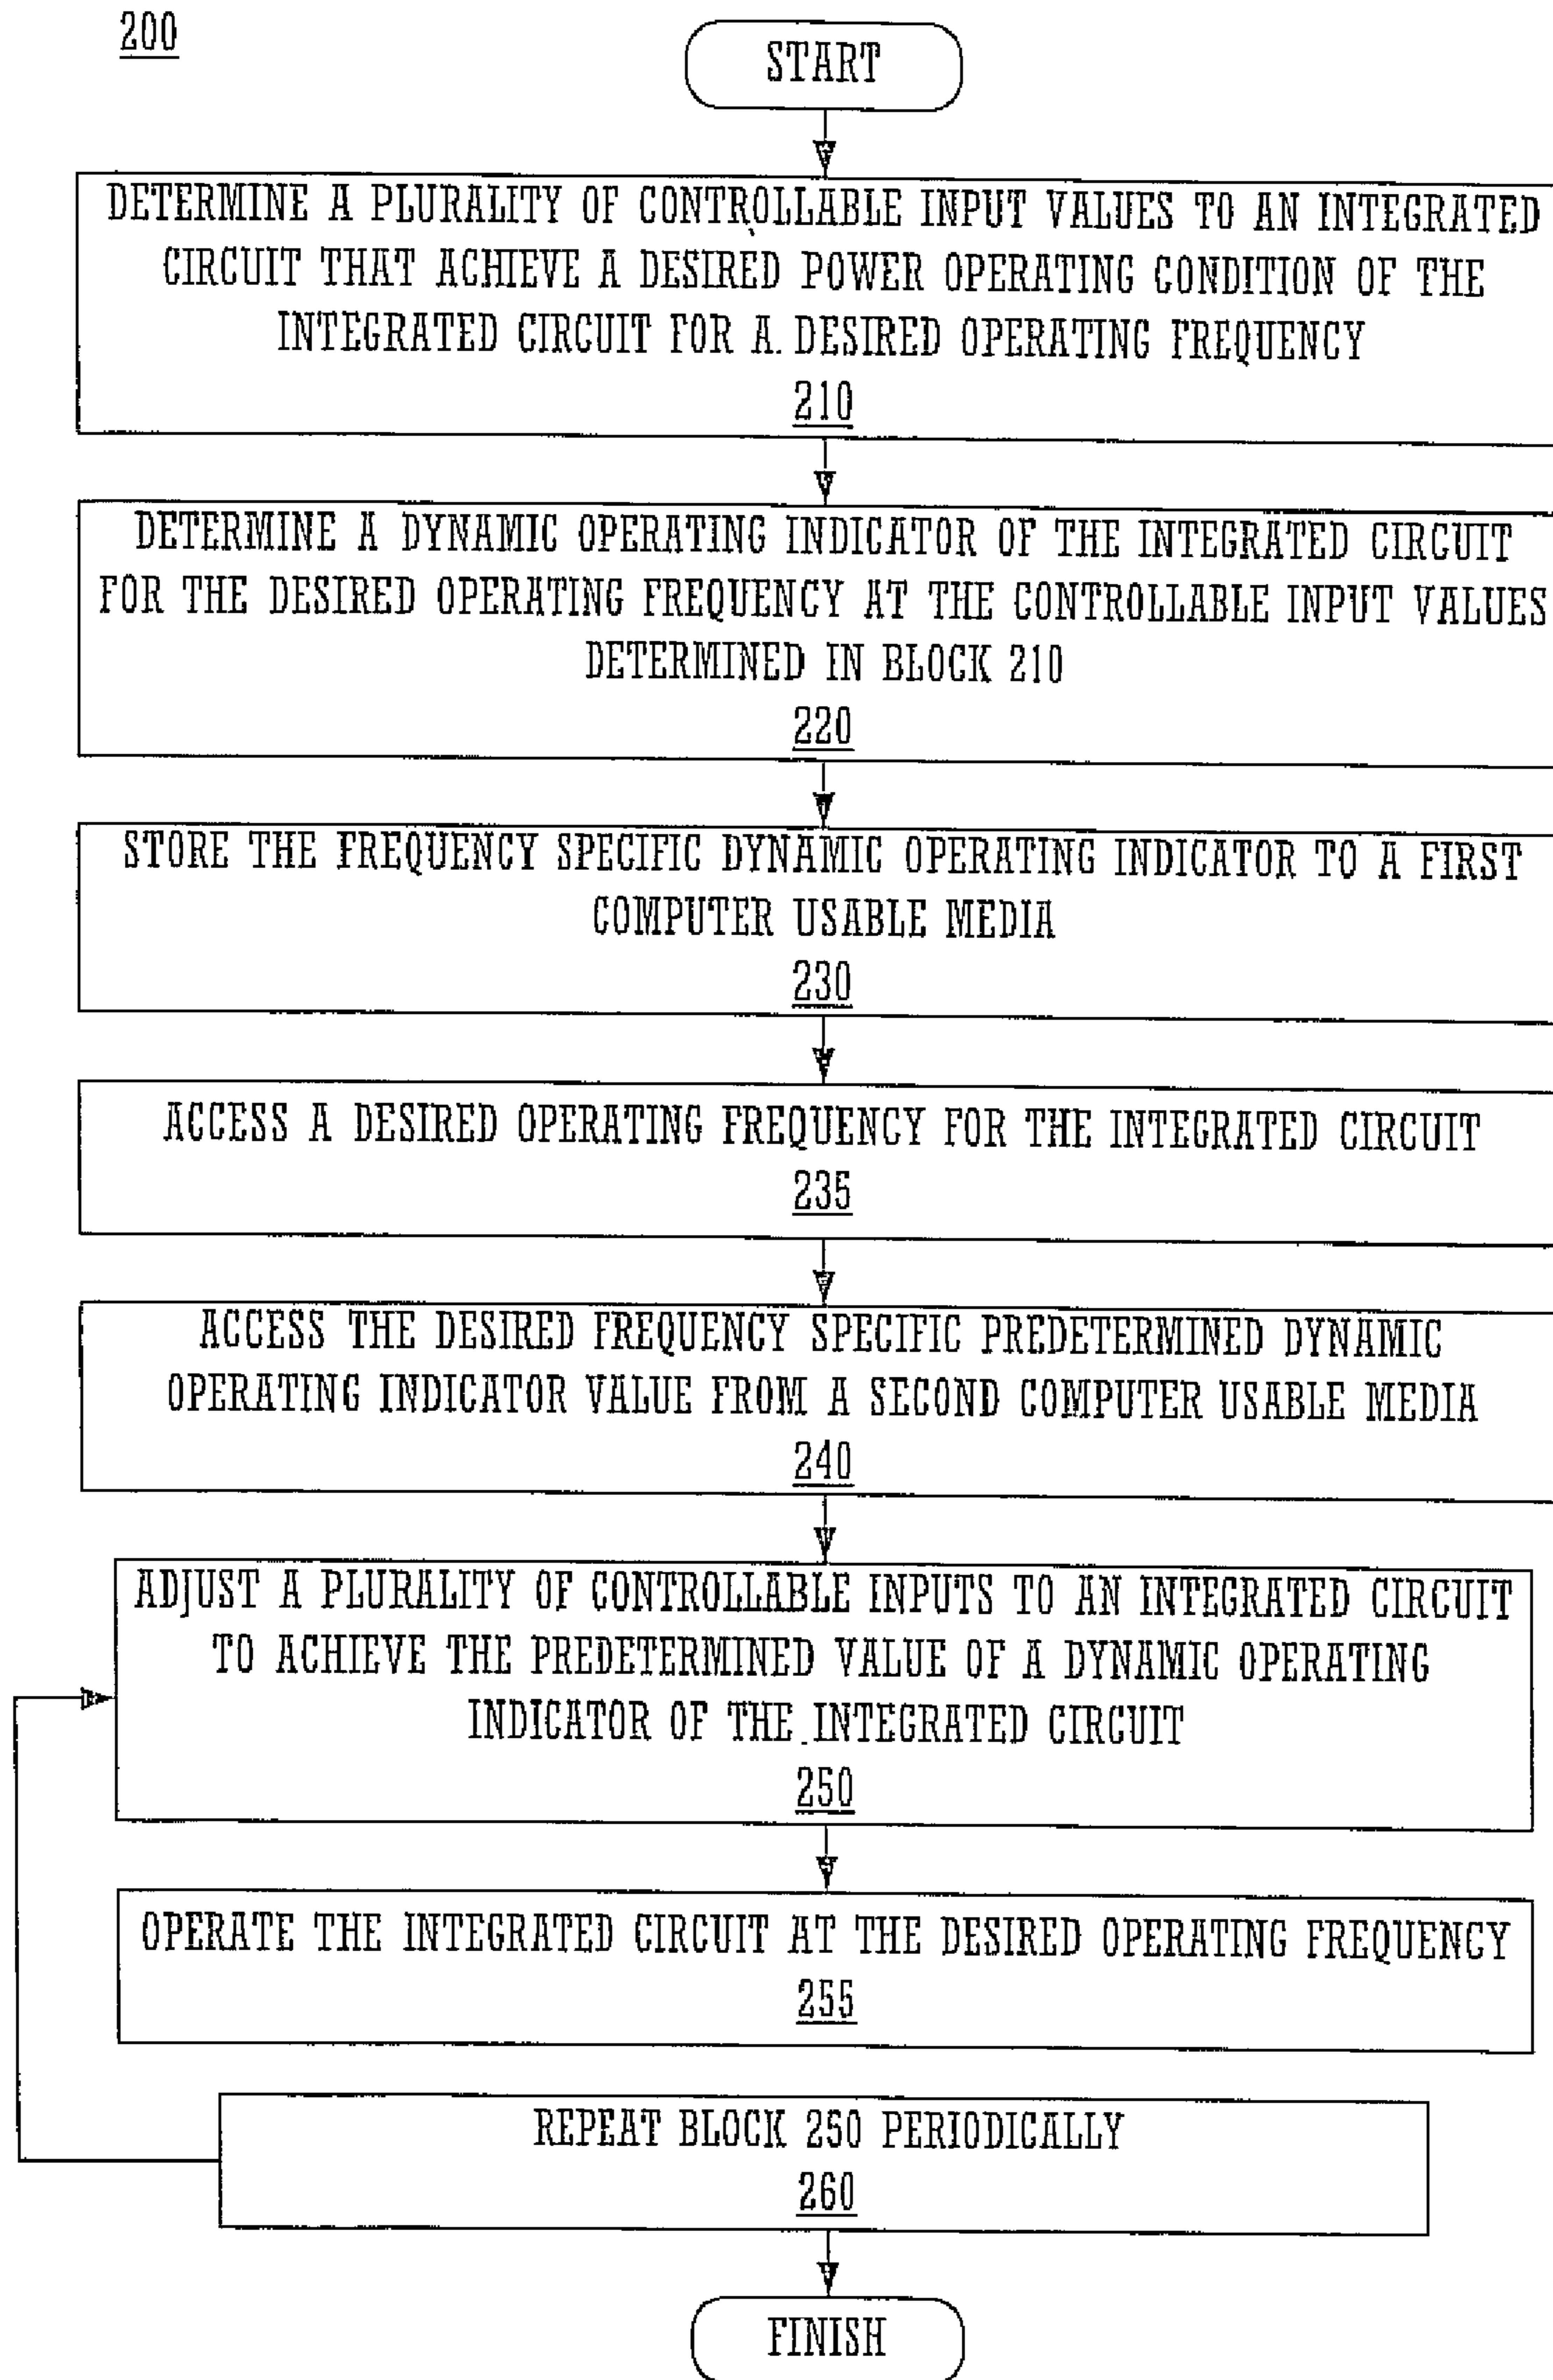 200
START
DETERMINE A PLURALITY OF CONTROLLABLE INPUT VALUES TO AN INTEGRATED
CIRCUIT THAT ACHIEVE A DESIRED POWER OPERATING CONDITION OF THE
INTEGRATED CIRCUIT FOR A DESIRED OPERATING FREQUENCY
210
DETERMINE A DYNAMIC OPERATING INDICATOR OF THE INTEGRATED CIRCUIT
FOR THE DESIRED OPERATING FREQUENCY AT THE CONTROLLABLE INPUT VALUES
DETERMINED IN BLOCK 210
220
STORE THE FREQUENCY SPECIFIC DYNAMIC OPERATING INDICATOR TO A FIRST
COMPUTER USABLE MEDIA
230
ACCESS A DESIRED OPERATING FREQUENCY FOR THE INTEGRATED CIRCUIT
235
ACCESS THE DESIRED FREQUENCY SPECIFIC PREDETERMINED DYNAMIC
OPERATING INDICATOR VALUE FROM A SECOND COMPUTER USABLE MEDIA
240
ADJUST A PLURALITY OF CONTROLLABLE INPUTS TO AN INTEGRATED CIRCUIT
TO ACHIEVE THE PREDETERMINED VALUE OF A DYNAMIC OPERATING
INDICATOR OF THE INTEGRATED CIRCUIT
250
OPERATE THE INTEGRATED CIRCUIT AT THE DESIRED OPERATING FREQUENCY
255
REPEAT BLOCK 250 PERIODICALLY
260
FINISH